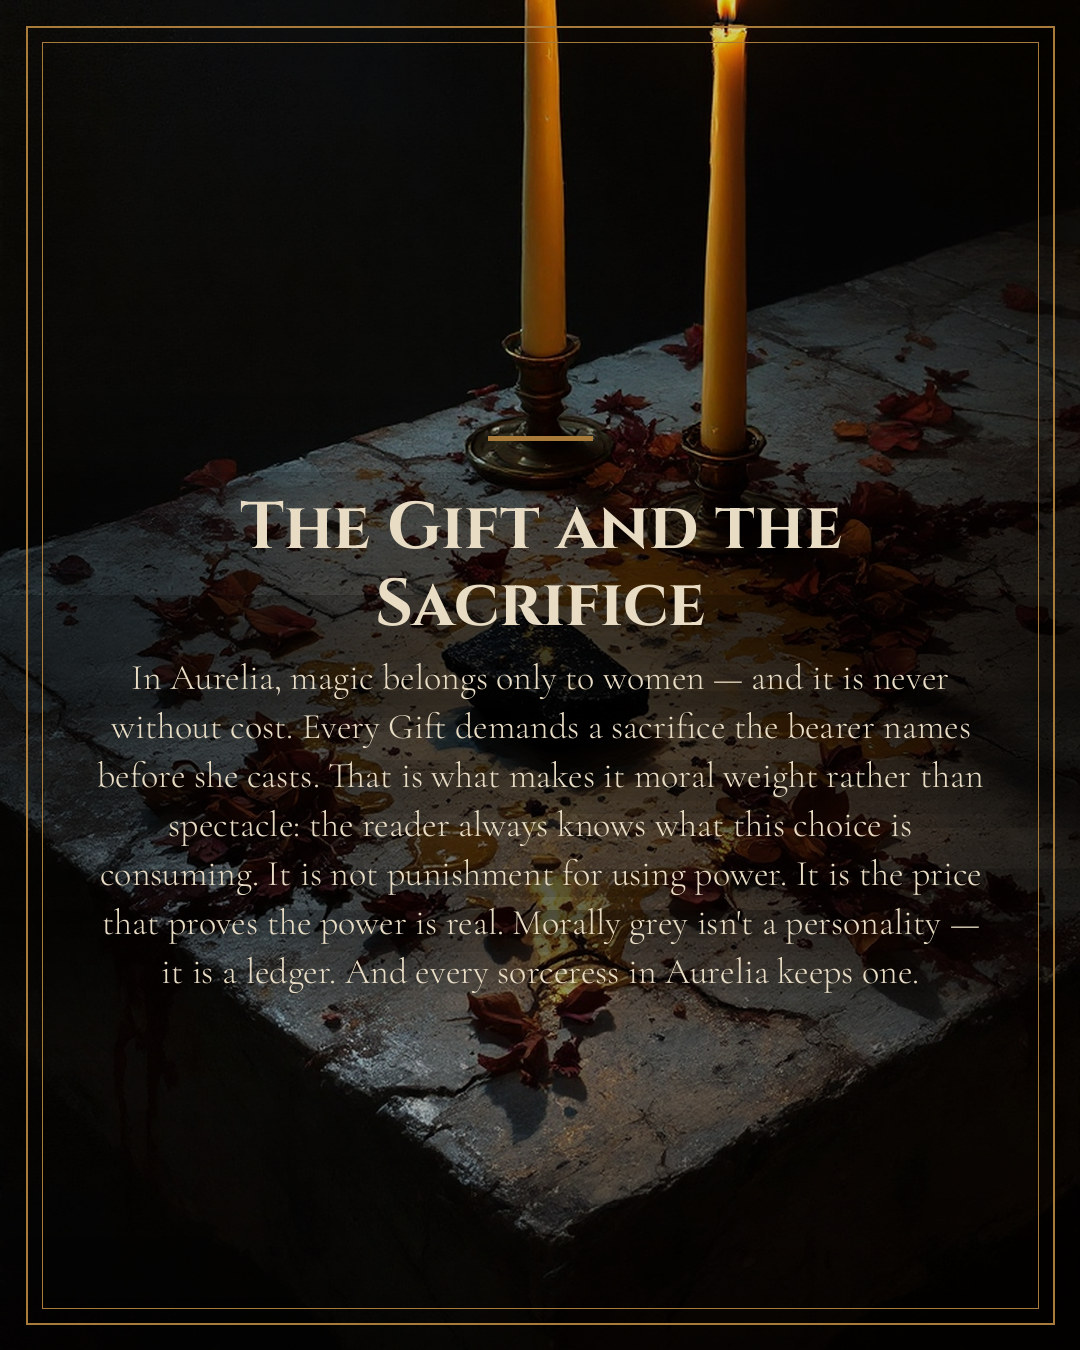 The Gift and the
Sacrifice
In Aurelia, magic belongs only to women — and it is never
without cost. Every Gift demands a sacrifice the bearer names
before she casts. That is what makes it moral weight rather than
spectacle: the reader always knows what this choice is
consuming. It is not punishment for using power. It is the price
that proves the power is real. Morally grey isn't a personality —
it is a ledger. And every sorceress in Aurelia keeps one.